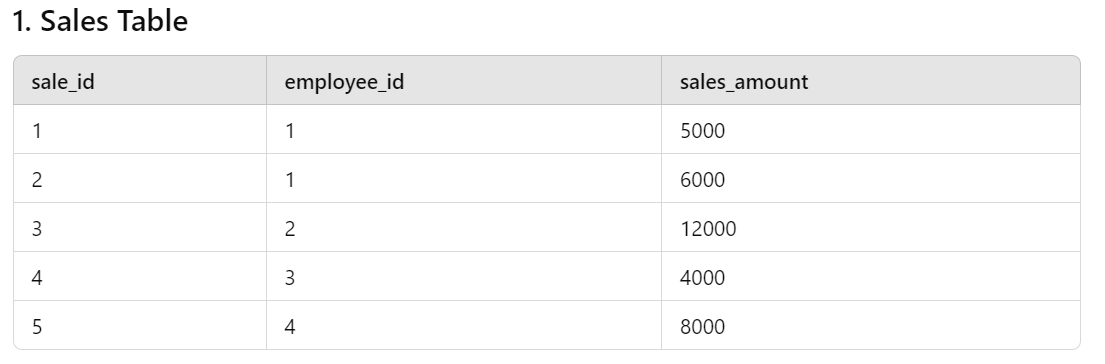 1. Sales Table
sale_id employee_id sales_amount
1 1 5000
2 1 6000
3 2 12000
4 3 4000
5 4 8000